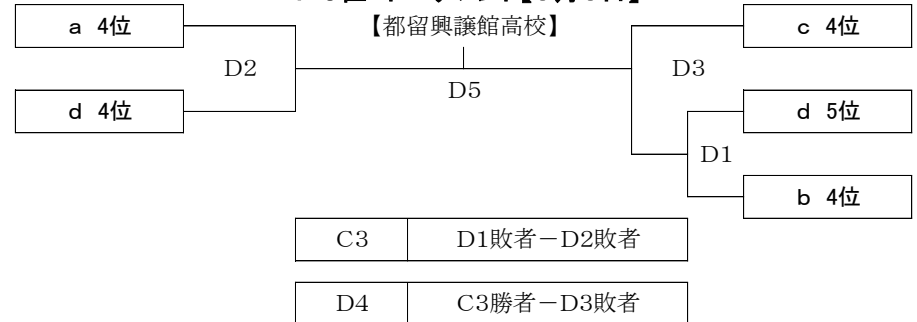 【都留興譲館高校】
a 4位
c 4位
D2
D3
D5
d 4位
d 5位
D1
b 4位
C3 D1敗者－D2敗者
D4 C3勝者－D3敗者